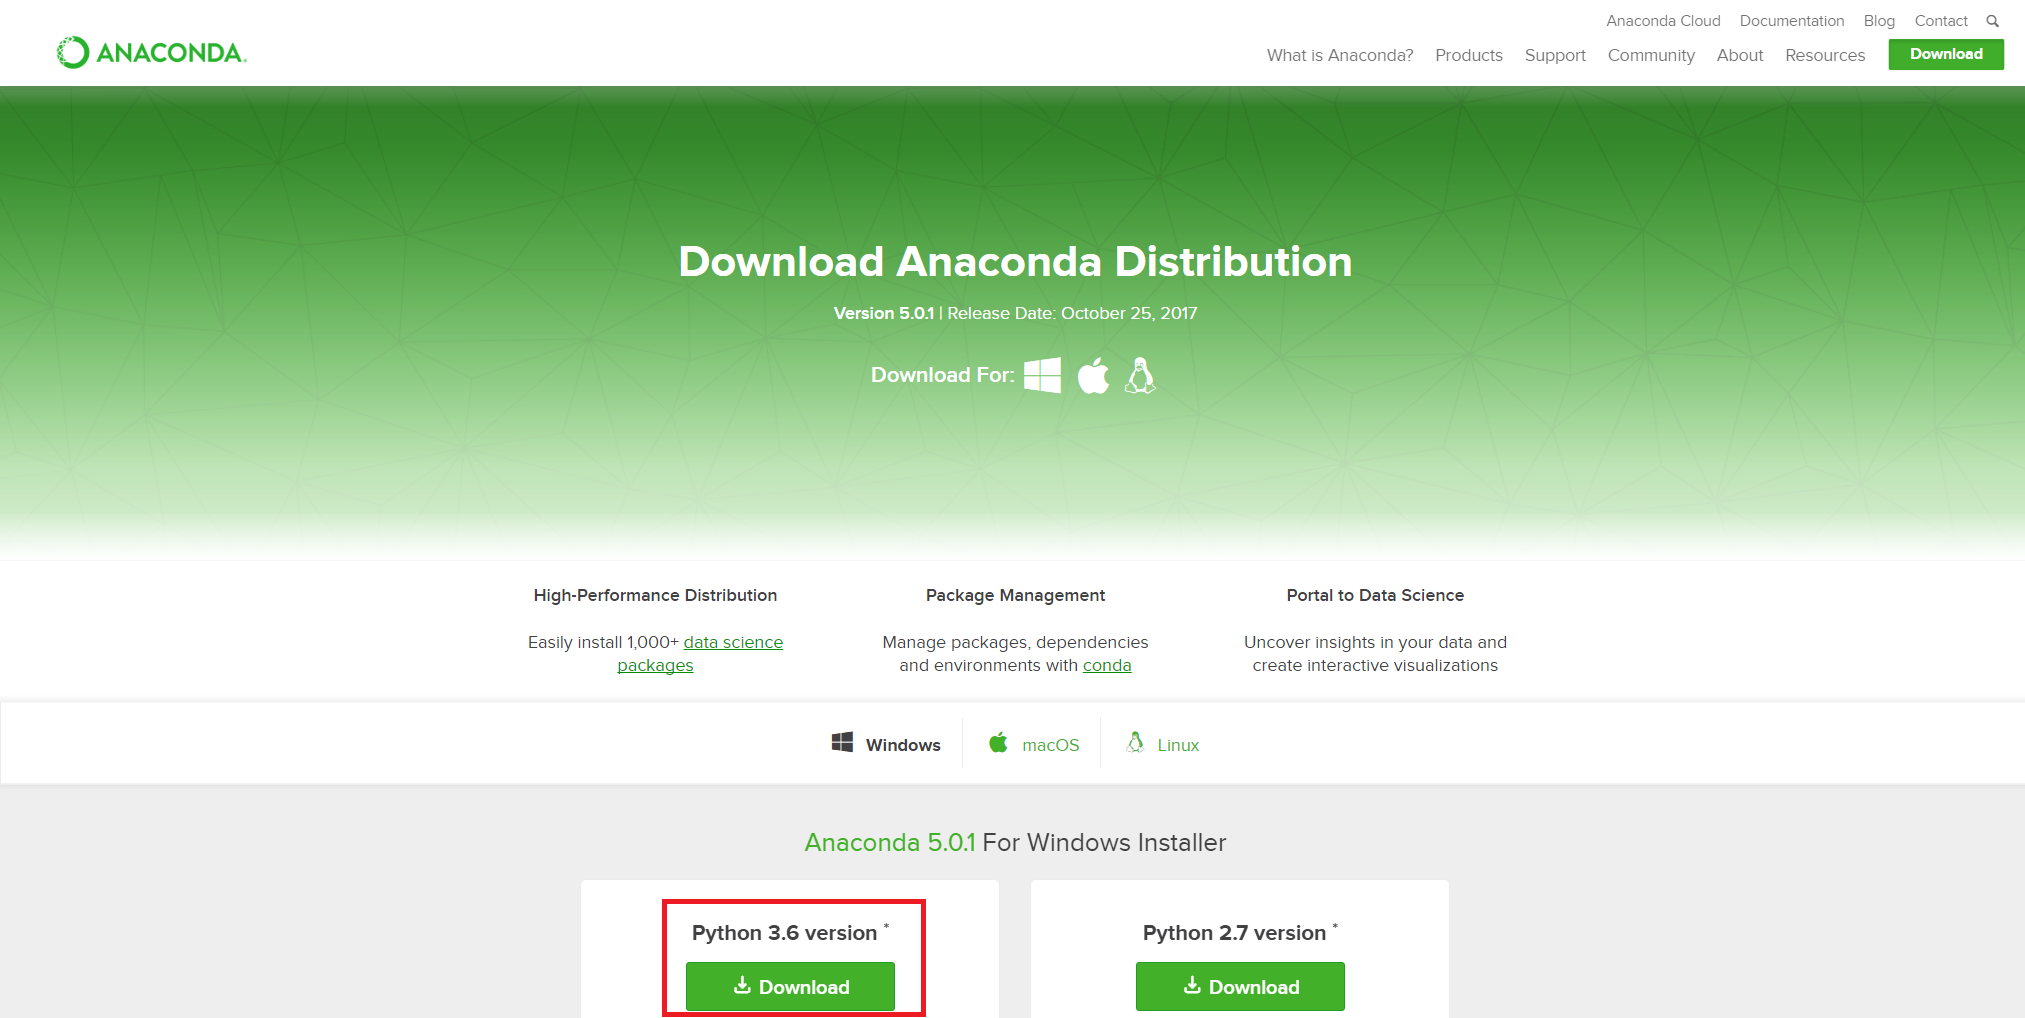 Anaconda Cloud Documentation Blog Contact
ANACONDA.
What is Anaconda? Products Support Community About Resources Download
Download Anaconda Distribution
Version 5.0.1 | Release Date: October 25, 2017
Download For:
High-Performance Distribution
Easily install 1,000+ data science
packages
Package Management
Manage packages, dependencies
and environments with conda
Portal to Data Science
Uncover insights in your data and
create interactive visualizations
Windows macOS Linux
Anaconda 5.0.1 For Windows Installer
Python 3.6 version *
Download
Python 2.7 version *
Download